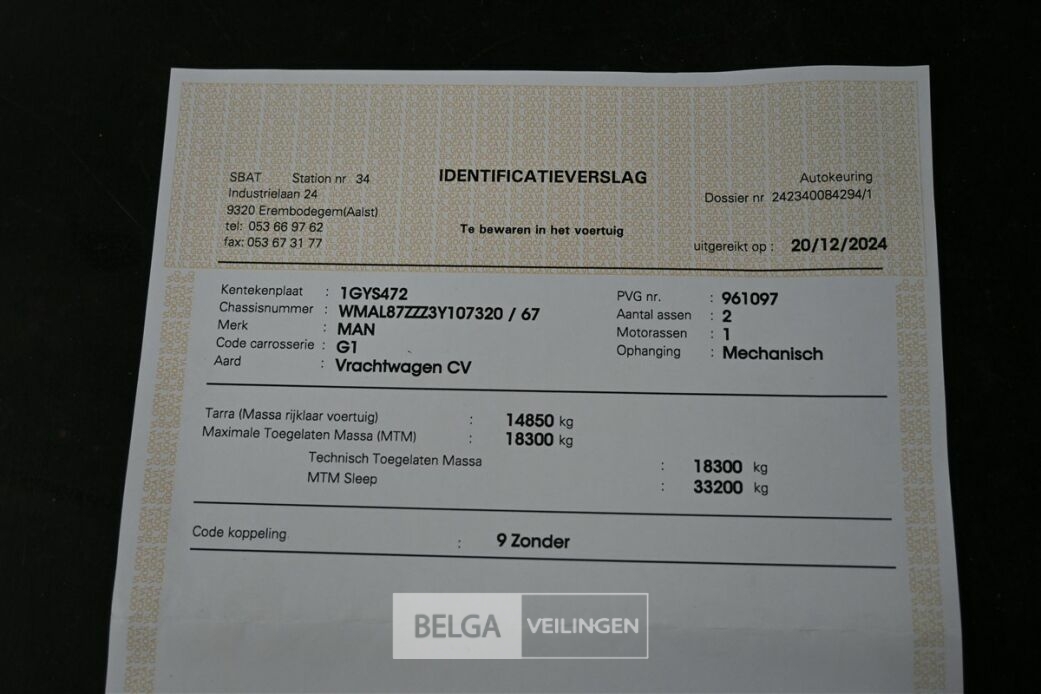 SBAT Station nr 34
Industrielaan 24
9320 Erembodegem(Aalst)
tel: 053 66 97 62
fax: 053 67 31 77
IDENTIFICATIEVERSLAG
Te bewaren in het voertuig
Autokeuring
Dossier nr 242340084294/1
uitgereikt op : 20/12/2024
Kentekenplaat : 1GYS472
Chassisnummer : WMAL87ZZZ3Y107320 / 67
Merk : MAN
Code carrosserie : G1
Aard : Vrachtwagen CV
PVG nr. : 961097
Aantal assen : 2
Motorassen : 1
Ophanging : Mechanisch
Tarra (Massa rijklaar voertuig) : 14850 kg
Maximale Toegelaten Massa (MTM) : 18300 kg
Technisch Toegelaten Massa : 18300 kg
MTM Sleep : 33200 kg
Code koppeling : 9 Zonder
BELGA VEILINGEN